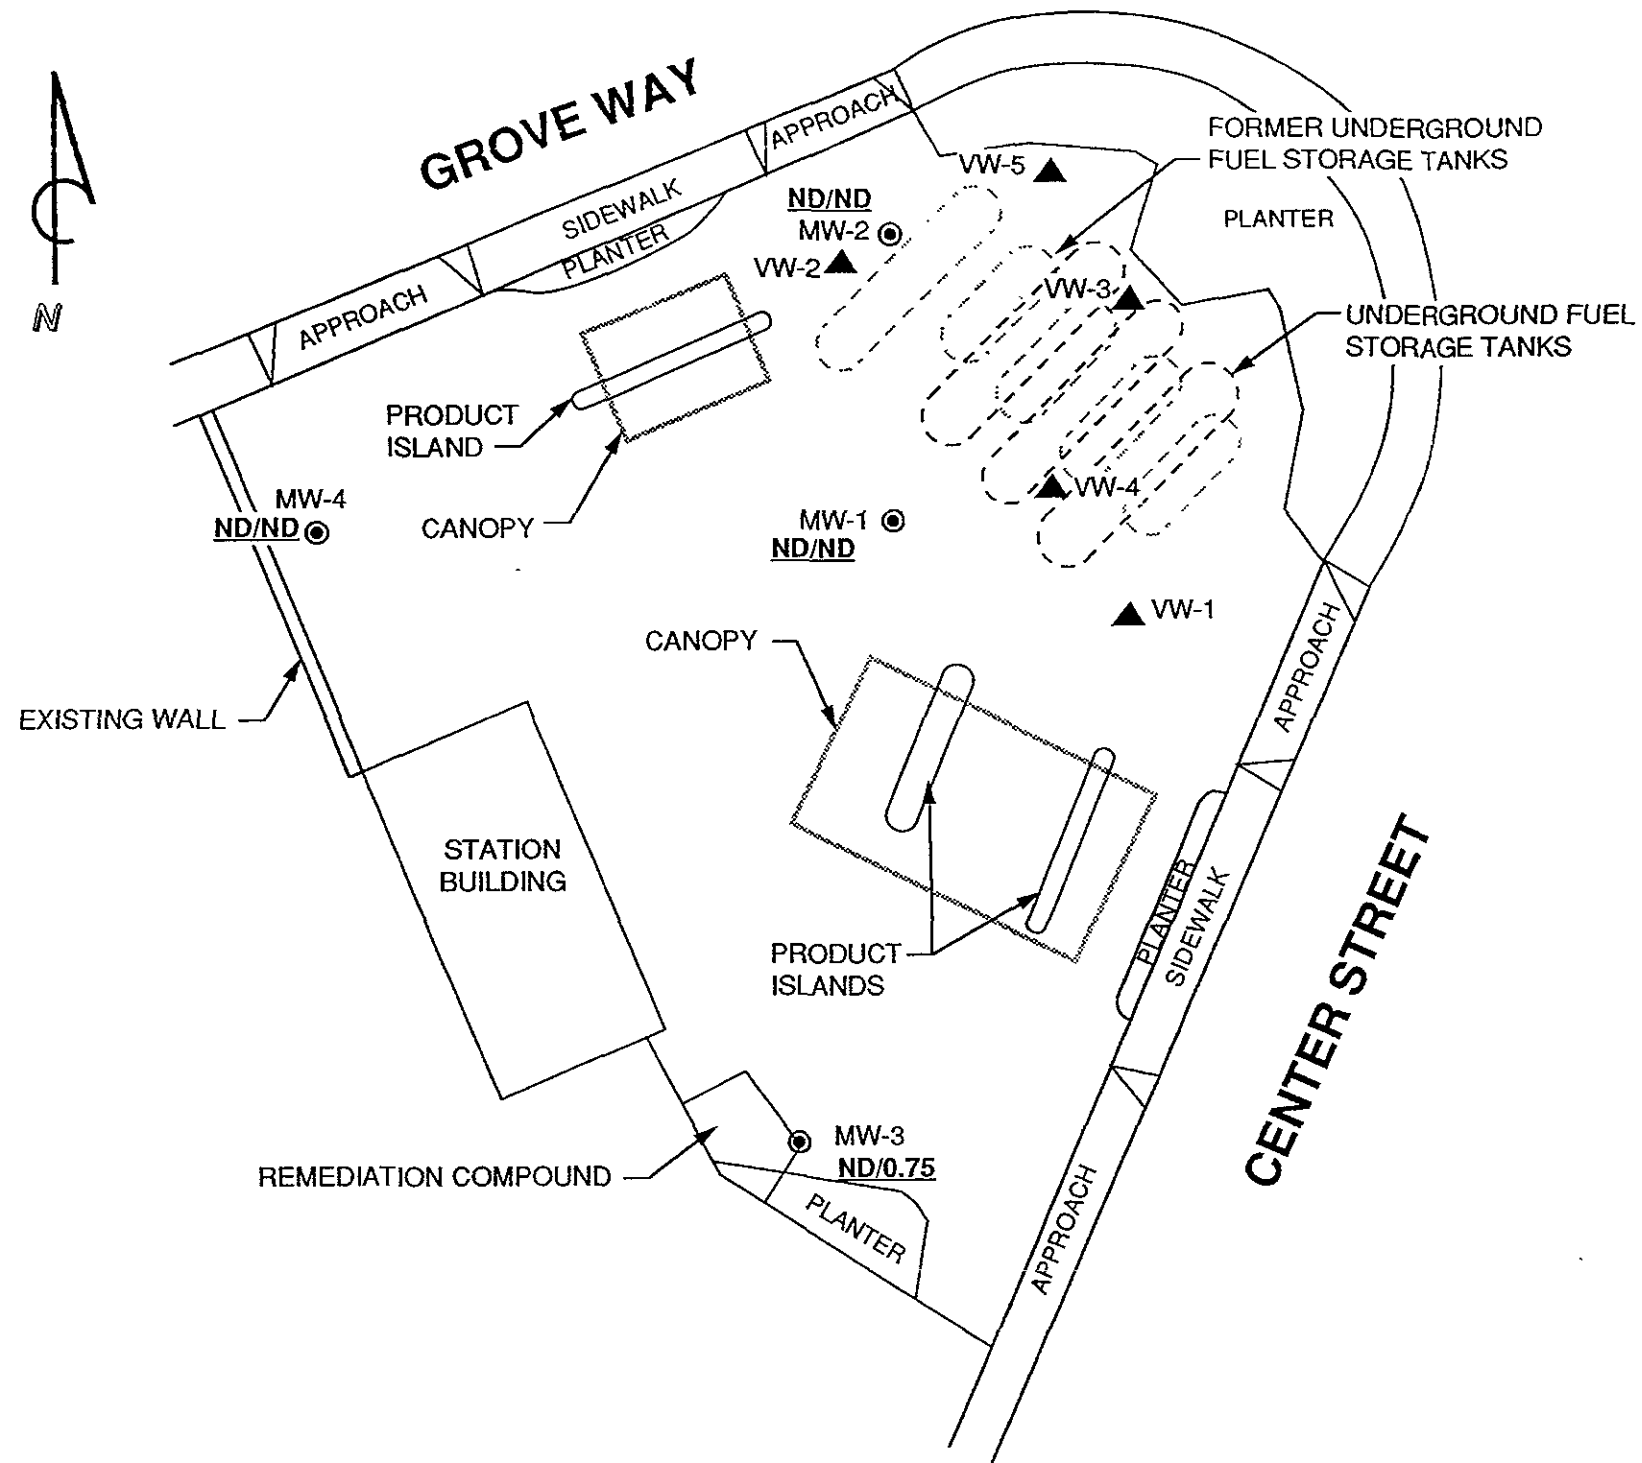 GROVE WAY
APPROACH
FORMER UNDERGROUND
FUEL STORAGE TANKS
VW-5
SIDEWALK
ND/ND
MW-2
PLANTER
PLANTER
VW-2
VW-3
APPROACH
N
UNDERGROUND FUEL
STORAGE TANKS
PRODUCT
ISLAND
MW-4
ND/ND
CANOPY
VW-4
MW-1
ND/ND
VW-1
CANOPY
APPROACH
EXISTING WALL
STATION
BUILDING
PLANTER
SIDEWALK
PRODUCT
ISLANDS
CENTER STREET
MW-3
ND/0.75
REMEDIATION COMPOUND
PLANTER
APPROACH